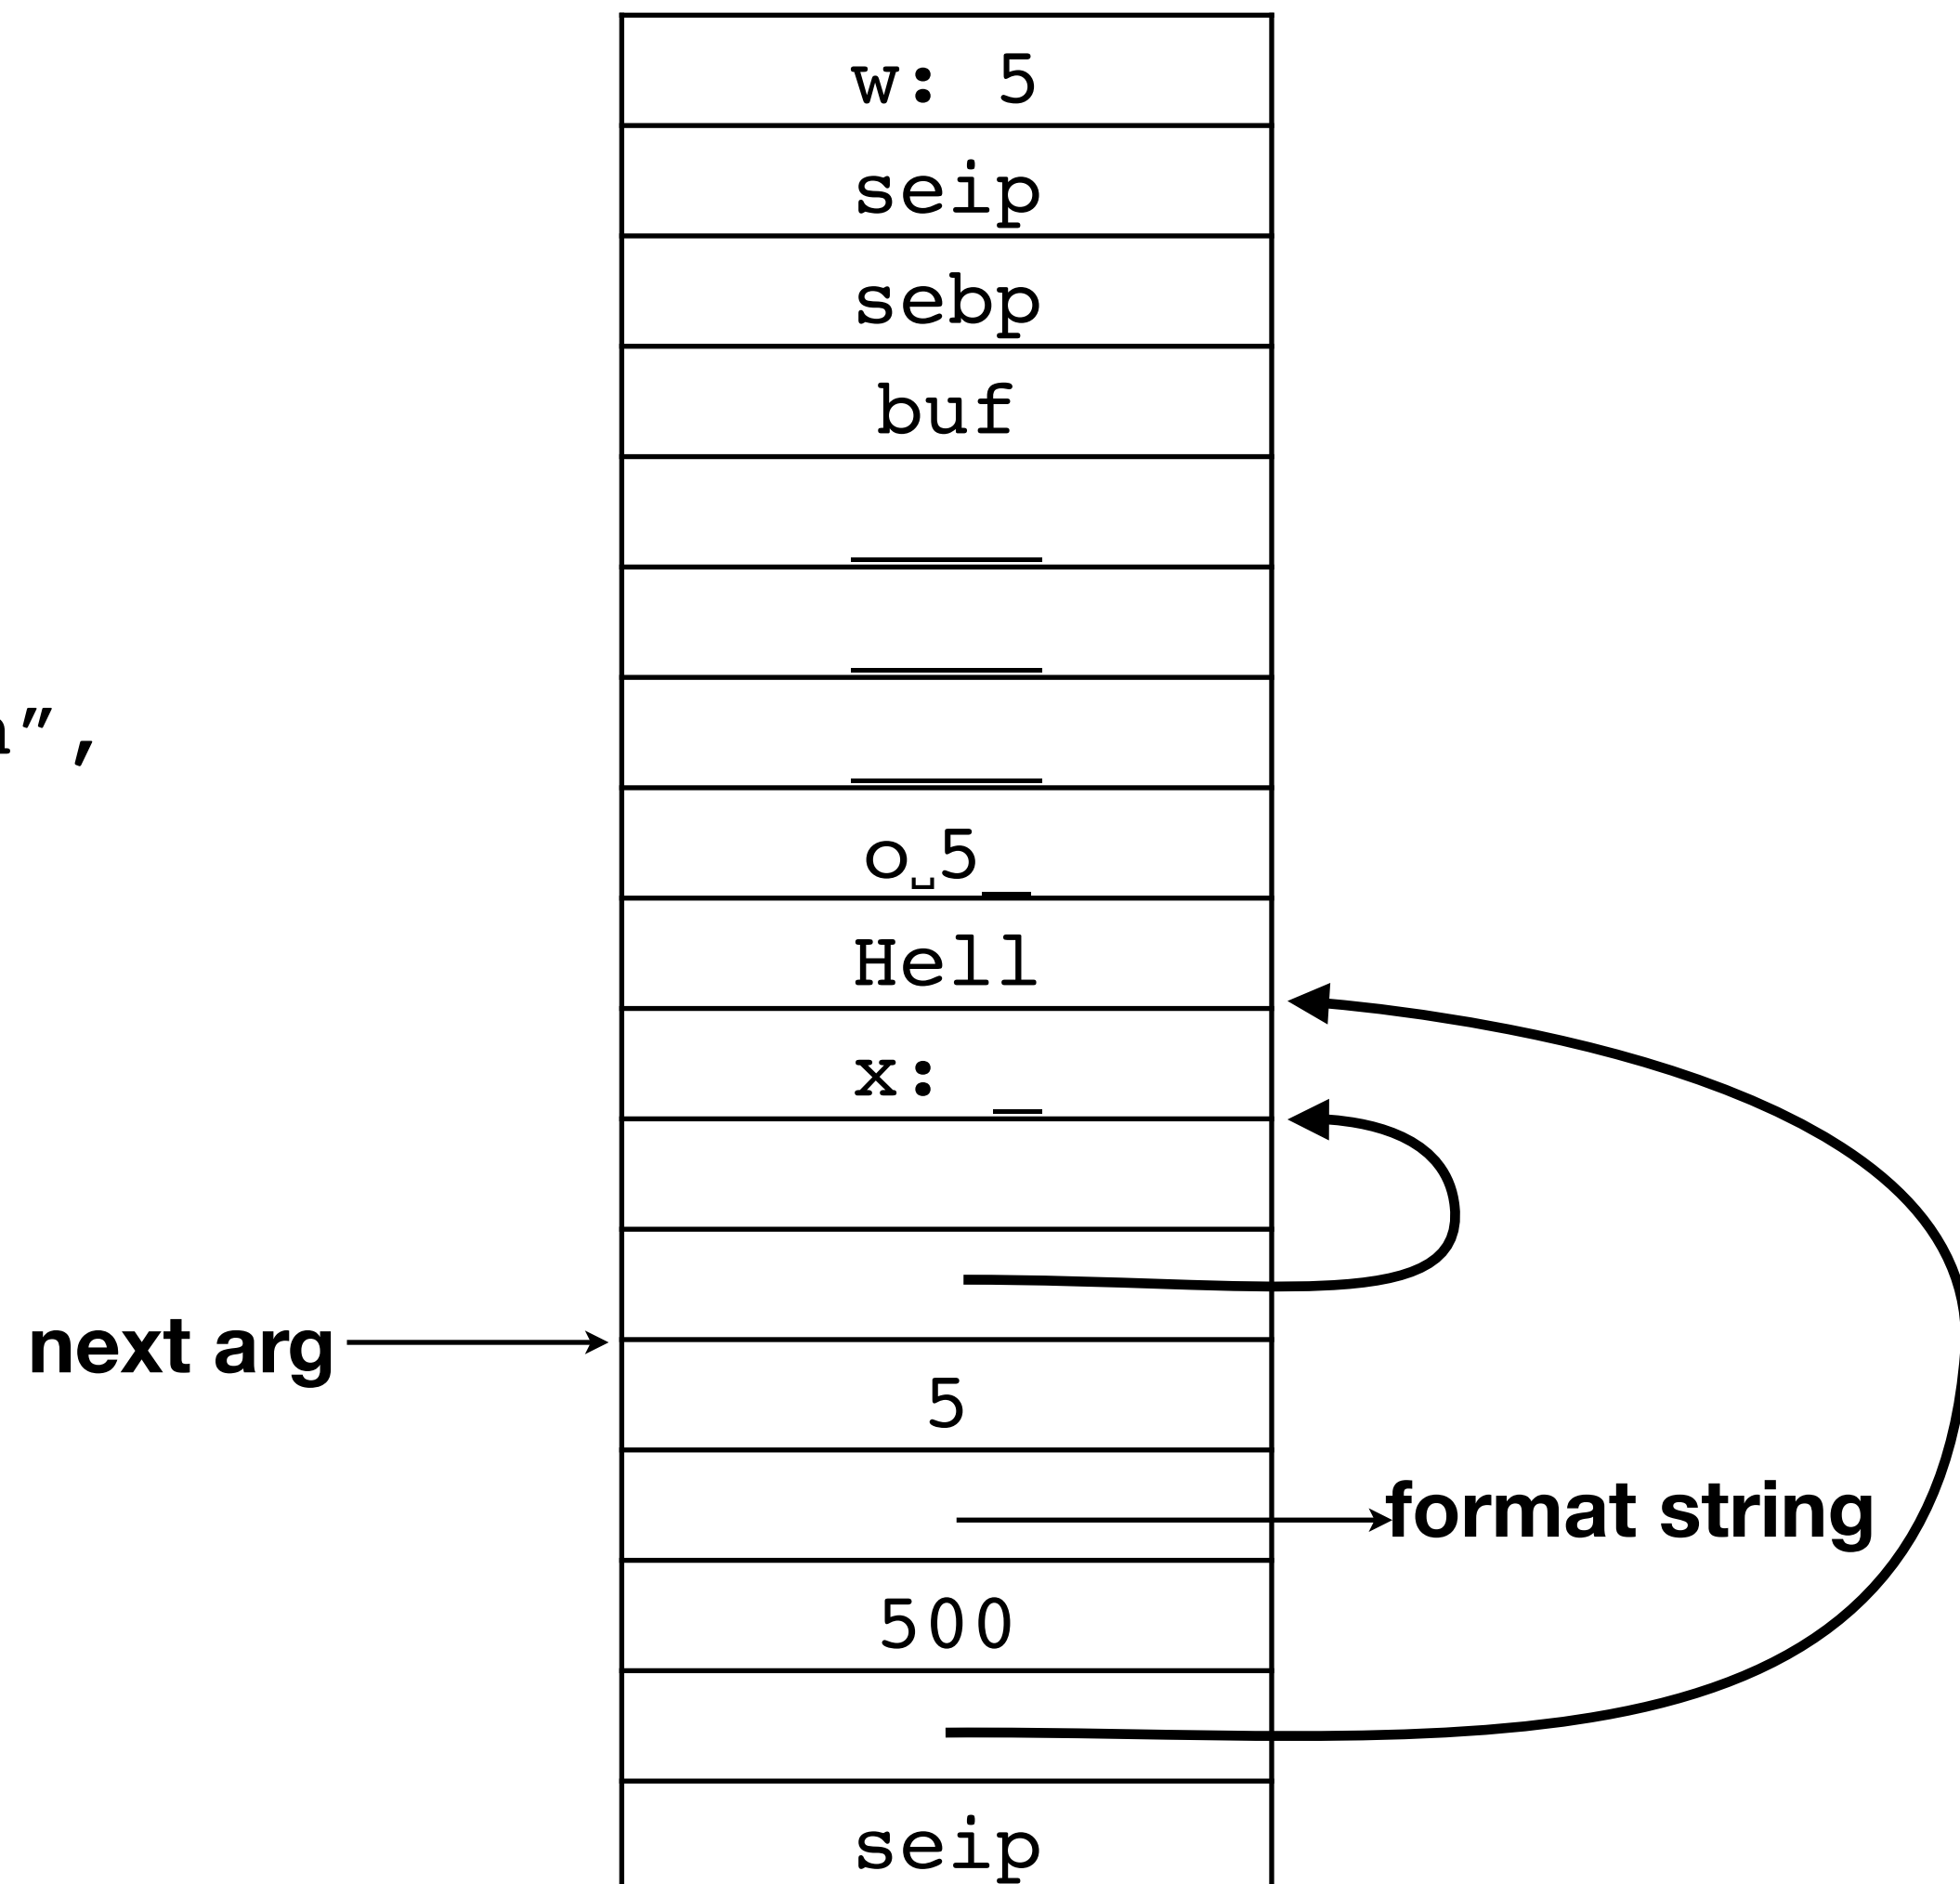 w: 5
seip
sebp
buf
____
____
n”,
____
o␣5_
Hell
x: _
next arg
5
format string
500
seip